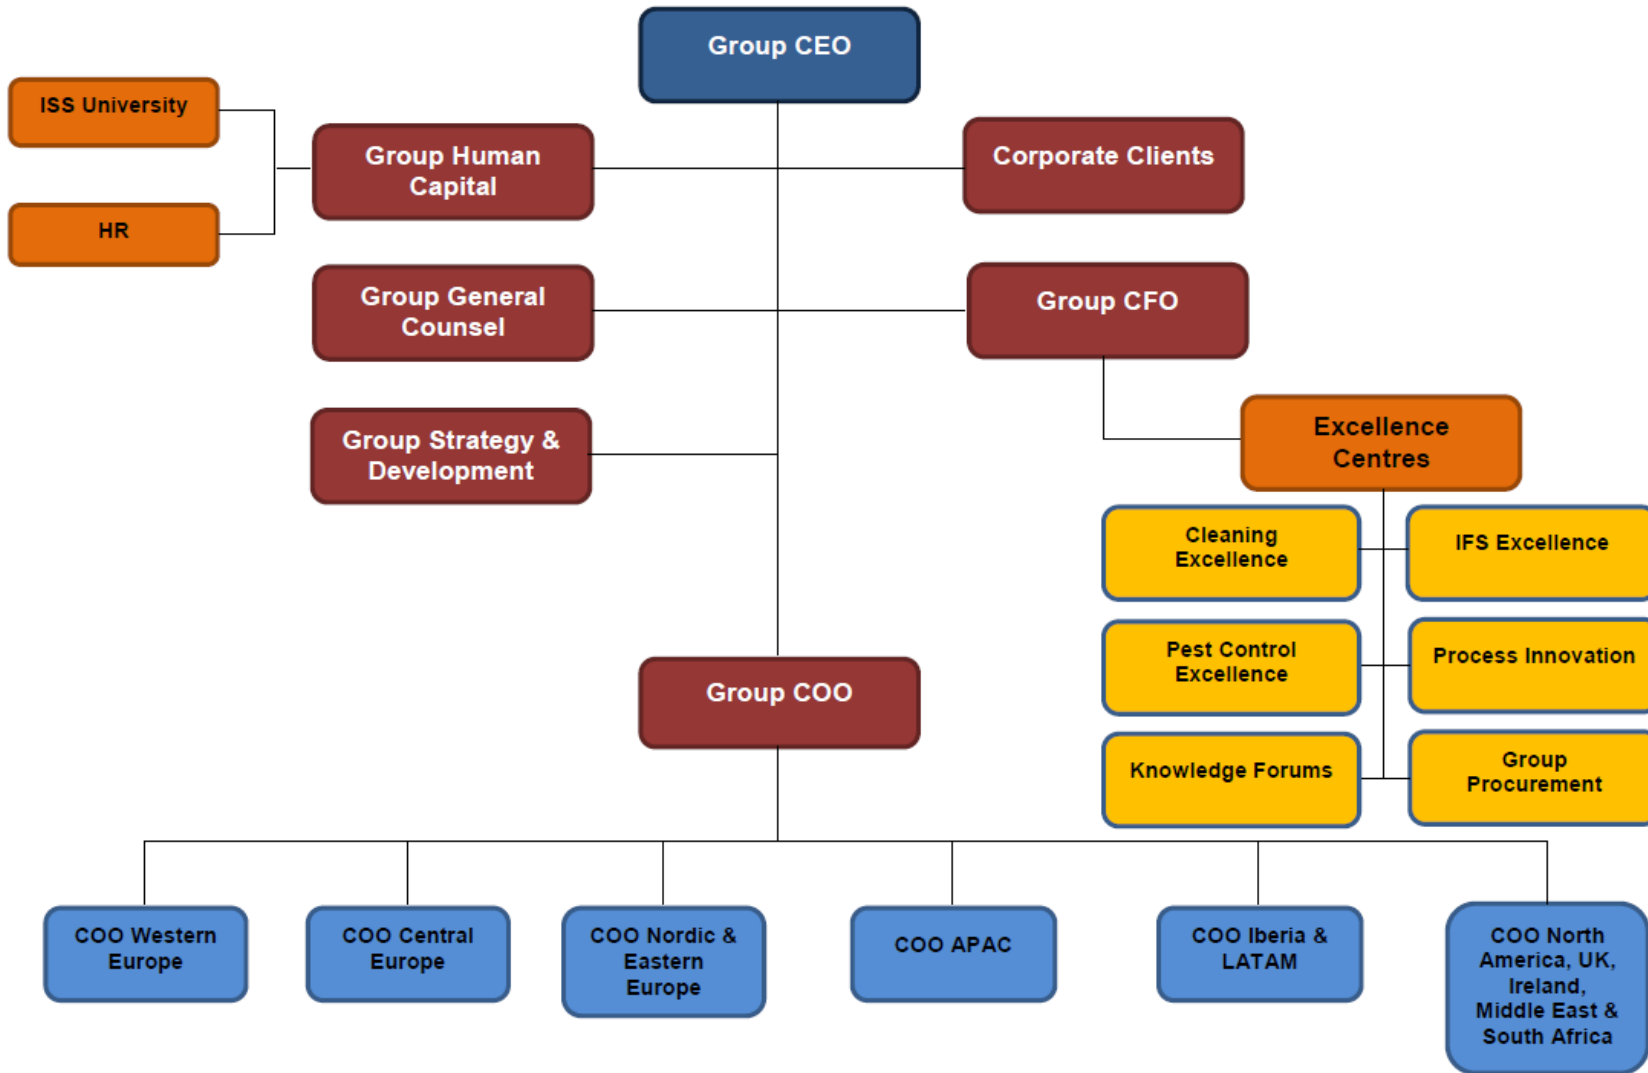 Group CEO
ISS University
Group Human
Capital
Corporate Clients
HR
Group General
Counsel
Group CFO
Group Strategy &
Development
Excellence
Centres
Cleaning
Excellence
IFS Excellence
Pest Control
Excellence
Process Innovation
Group COO
Knowledge Forums
Group
Procurement
COO Western
Europe
COO Central
Europe
COO Nordic &
Eastern
Europe
COO APAC
COO Iberia &
LATAM
COO North
America, UK,
Ireland,
Middle East &
South Africa